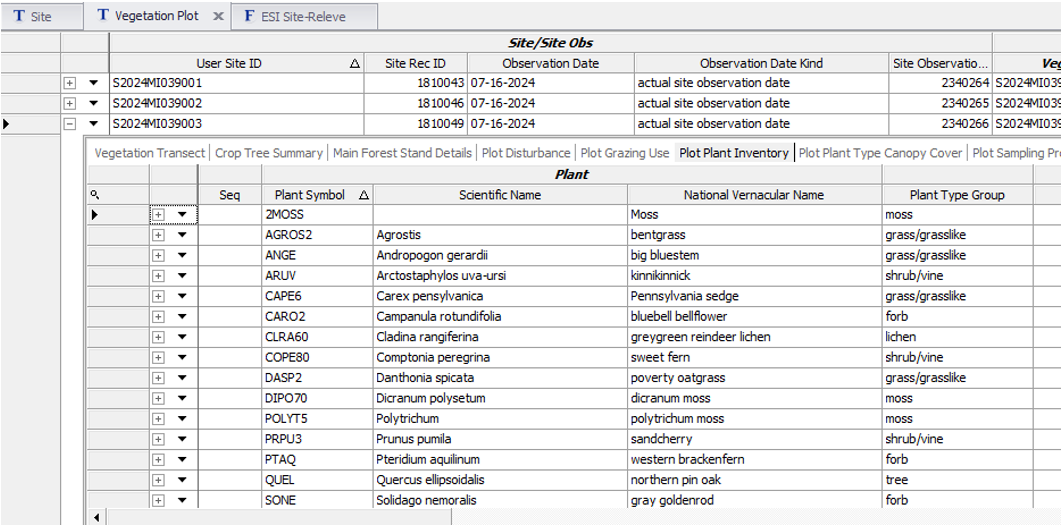 T Site T Vegetation Plot × F ESI Site-Releve
Site/Site Obs
User Site ID Site Rec ID Observation Date Observation Date Kind Site Observatio... Veg
S2024MI039001 1810043 07-16-2024 actual site observation date 2340264 S2024MI039
S2024MI039002 1810046 07-16-2024 actual site observation date 2340265 S2024MI039
S2024MI039003 1810049 07-16-2024 actual site observation date 2340266 S2024MI039
Vegetation Transect Crop Tree Summary Main Forest Stand Details Plot Disturbance Plot Grazing Use Plot Plant Inventory Plot Plant Type Canopy Cover Plot Sampling Pro
Plant
Seq Plant Symbol Scientific Name National Vernacular Name Plant Type Group
2MOSS Moss moss
AGROS2 Agrostis bentgrass grass/grasslike
ANGE Andropogon gerardii big bluestem grass/grasslike
ARUV Arctostaphylos uva-ursi kinnikinnick shrub/vine
CAPE6 Carex pensylvanica Pennsylvania sedge grass/grasslike
CARO2 Campanula rotundifolia bluebell bellflower forb
CLRA60 Cladina rangiferina greygreen reindeer lichen lichen
COPE80 Comptonia peregrina sweet fern shrub/vine
DASP2 Danthonia spicata poverty oatgrass grass/grasslike
DIPO70 Dicranum polysetum dicranum moss moss
POLYT5 Polytrichum polytrichum moss moss
PRPU3 Prunus pumila sandcherry shrub/vine
PTAQ Pteridium aquilinum western brackenfern forb
QUEL Quercus ellipsoidalis northern pin oak tree
SONE Solidago nemoralis gray goldenrod forb